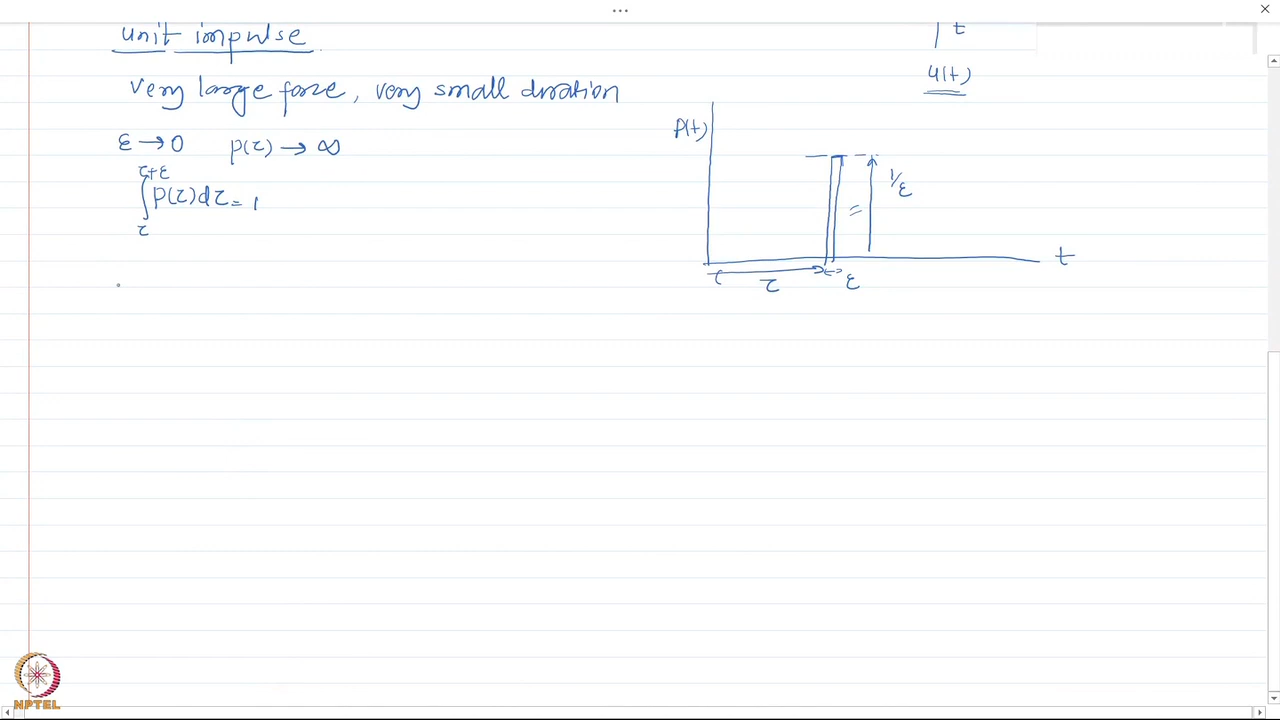 unit impulse
t
u(t)
very large force, very small duration
ε → 0 p(τ) → ∞
τ+ε
∫ p(τ)dτ = 1
τ
p(t)
1/ε
=
t
τ
ε
NPTEL